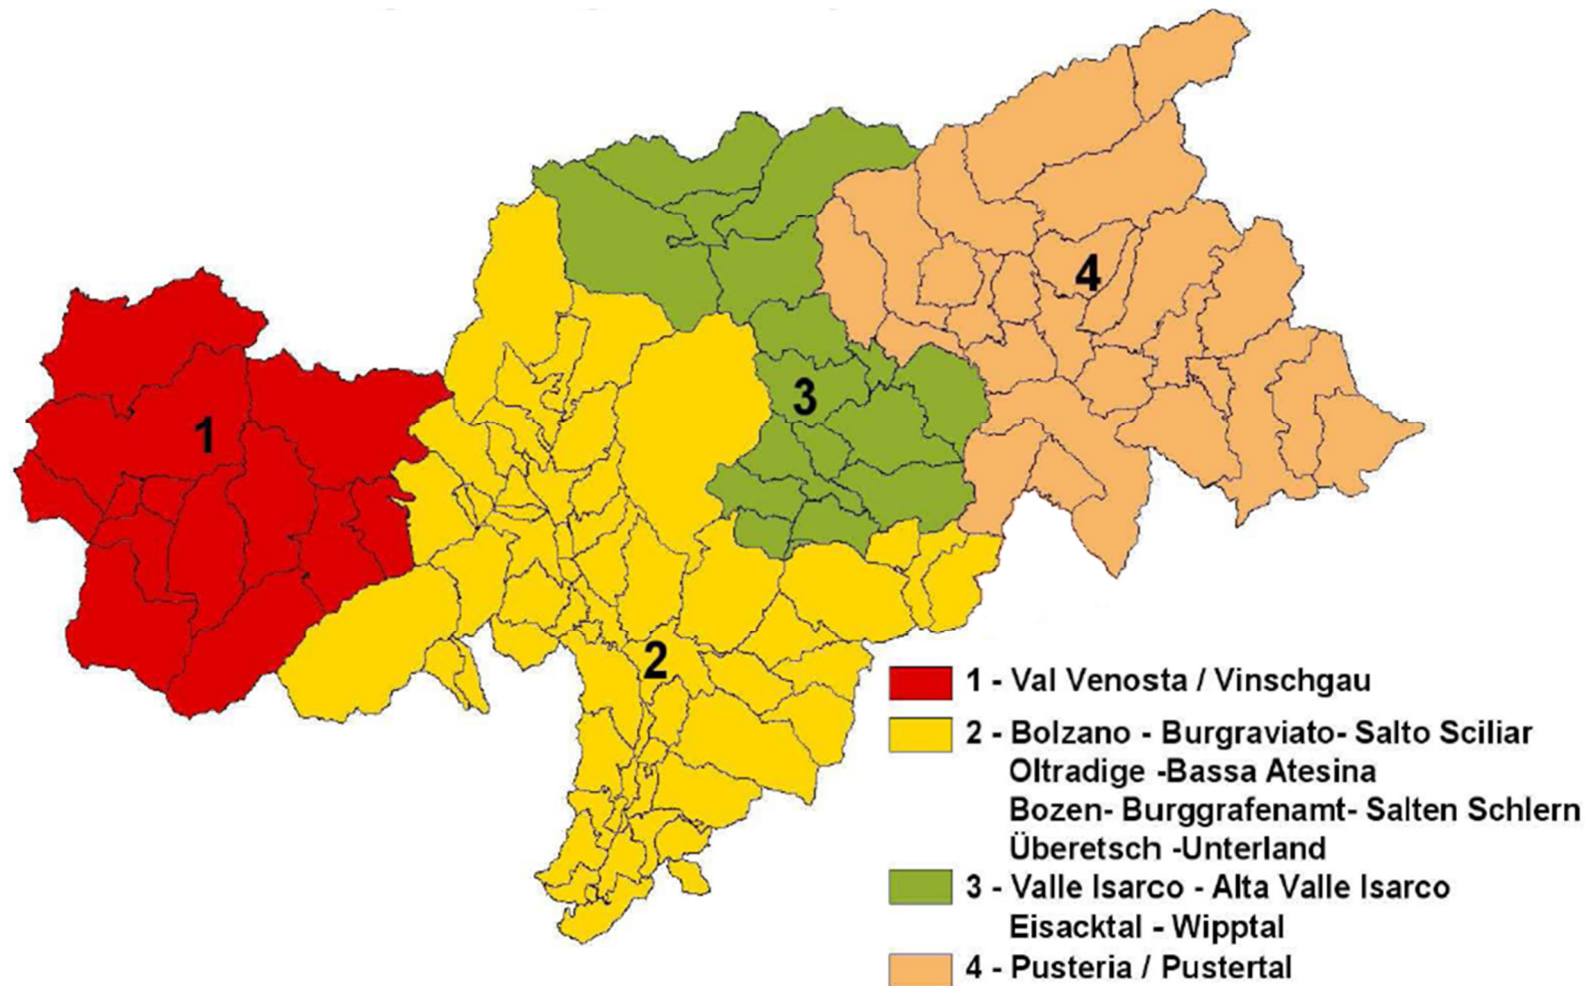 1
2
3
4
1 - Val Venosta / Vinschgau
2 - Bolzano - Burgraviato- Salto Sciliar
Oltradige -Bassa Atesina
Bozen- Burggrafenamt- Salten Schlern
Überetsch -Unterland
3 - Valle Isarco - Alta Valle Isarco
Eisacktal - Wipptal
4 - Pusteria / Pustertal